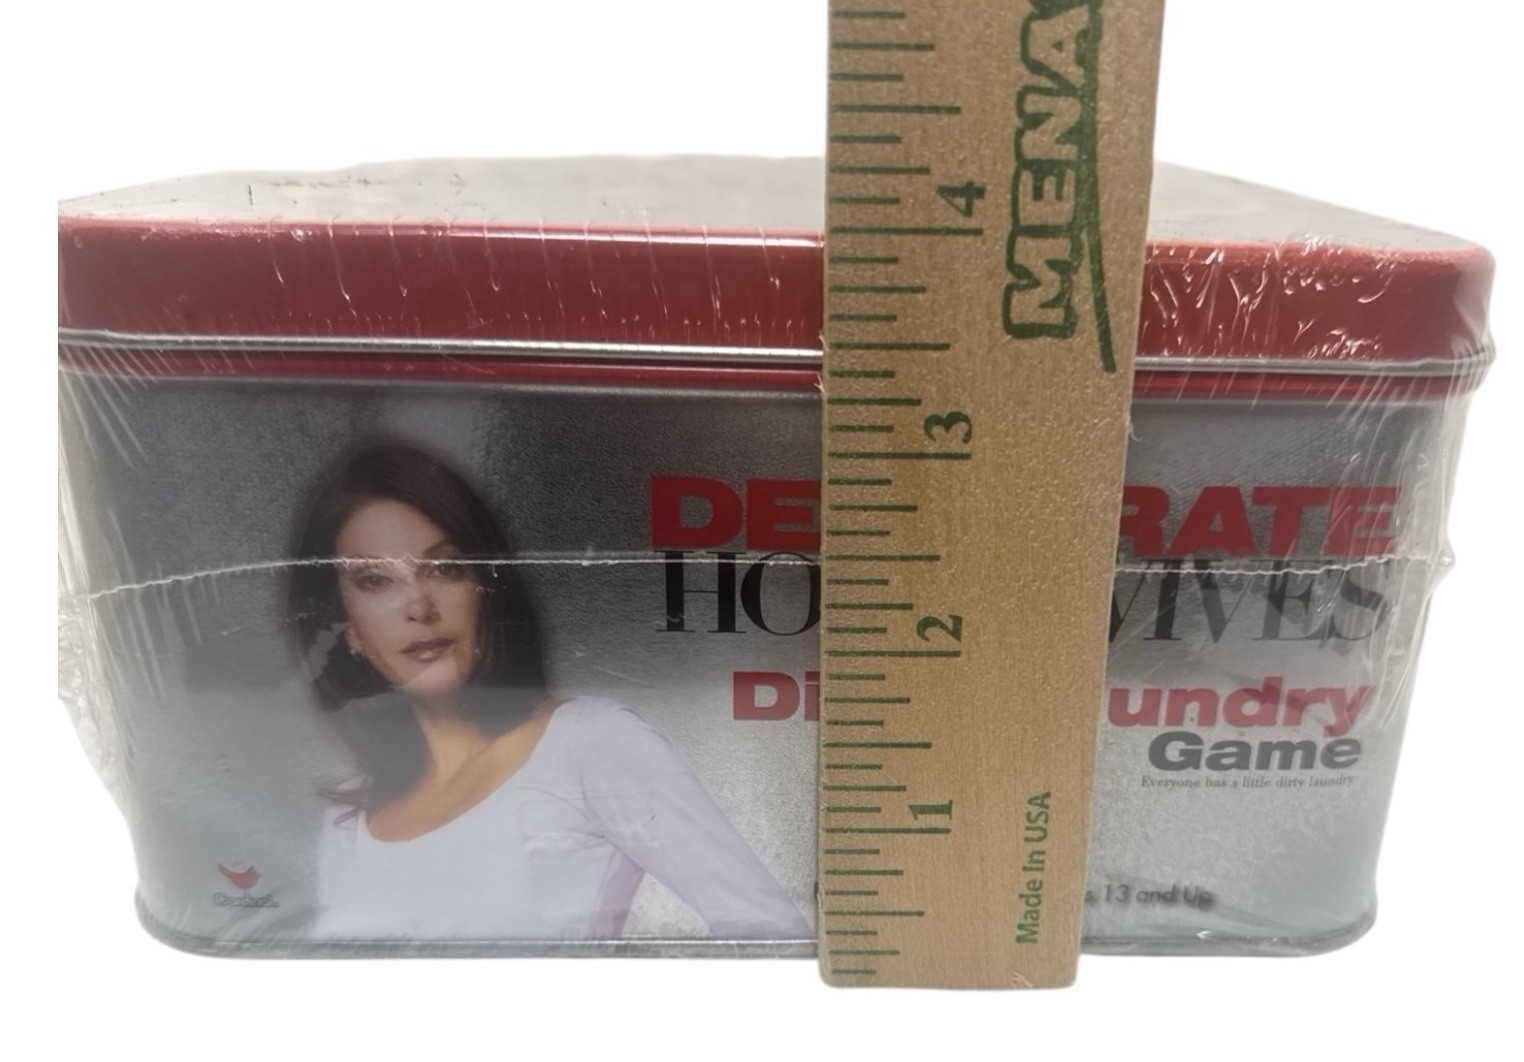 MENA
4
3
DE RATE
HO WIVES
2
Di undry
Game
Everyone has a little dirty laundry
1
Made In USA
Cardinal
13 and Up